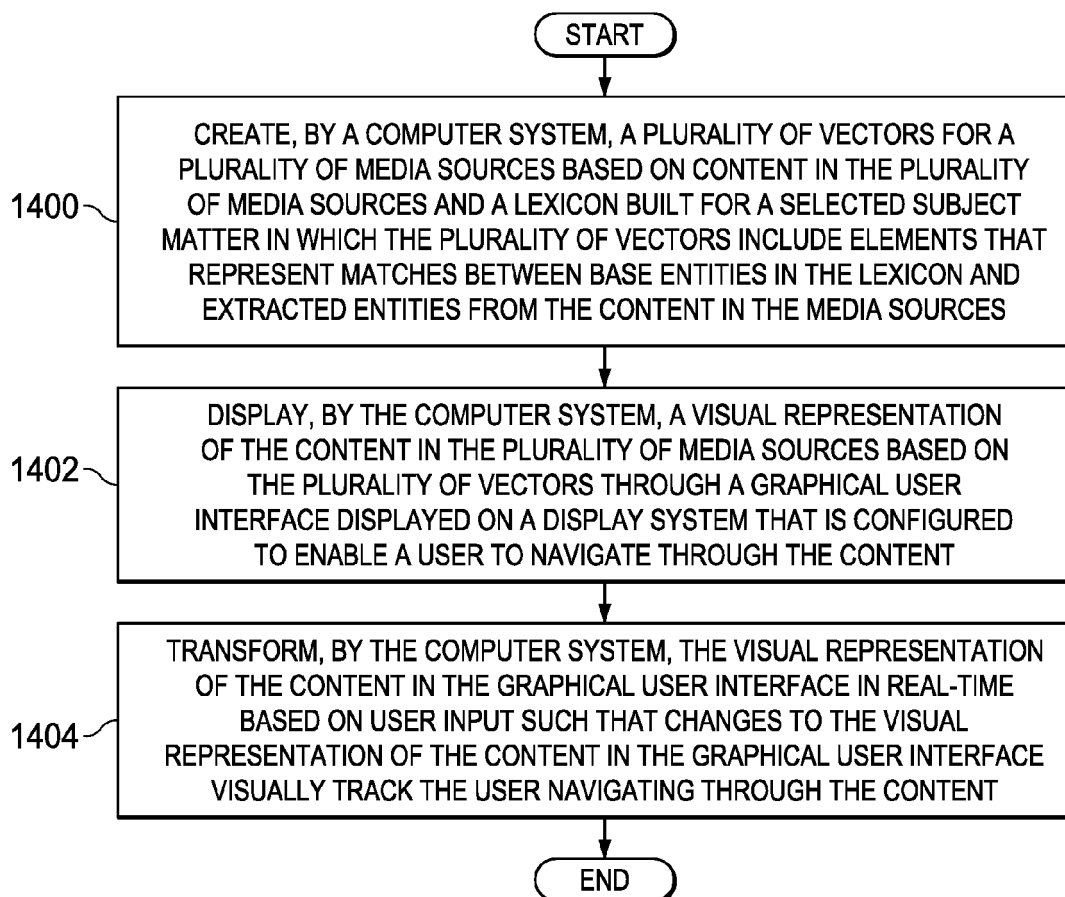 START
1400
CREATE, BY A COMPUTER SYSTEM, A PLURALITY OF VECTORS FOR A
PLURALITY OF MEDIA SOURCES BASED ON CONTENT IN THE PLURALITY
OF MEDIA SOURCES AND A LEXICON BUILT FOR A SELECTED SUBJECT
MATTER IN WHICH THE PLURALITY OF VECTORS INCLUDE ELEMENTS THAT
REPRESENT MATCHES BETWEEN BASE ENTITIES IN THE LEXICON AND
EXTRACTED ENTITIES FROM THE CONTENT IN THE MEDIA SOURCES
1402
DISPLAY, BY THE COMPUTER SYSTEM, A VISUAL REPRESENTATION
OF THE CONTENT IN THE PLURALITY OF MEDIA SOURCES BASED ON
THE PLURALITY OF VECTORS THROUGH A GRAPHICAL USER
INTERFACE DISPLAYED ON A DISPLAY SYSTEM THAT IS CONFIGURED
TO ENABLE A USER TO NAVIGATE THROUGH THE CONTENT
1404
TRANSFORM, BY THE COMPUTER SYSTEM, THE VISUAL REPRESENTATION
OF THE CONTENT IN THE GRAPHICAL USER INTERFACE IN REAL-TIME
BASED ON USER INPUT SUCH THAT CHANGES TO THE VISUAL
REPRESENTATION OF THE CONTENT IN THE GRAPHICAL USER INTERFACE
VISUALLY TRACK THE USER NAVIGATING THROUGH THE CONTENT
END